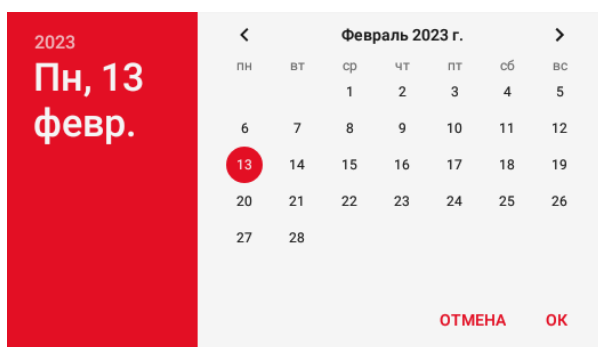 2023
Пн, 13
февр.
Февраль 2023 г.
пн вт ср чт пт сб вс
1 2 3 4 5
6 7 8 9 10 11 12
13 14 15 16 17 18 19
20 21 22 23 24 25 26
27 28
ОТМЕНА ОК